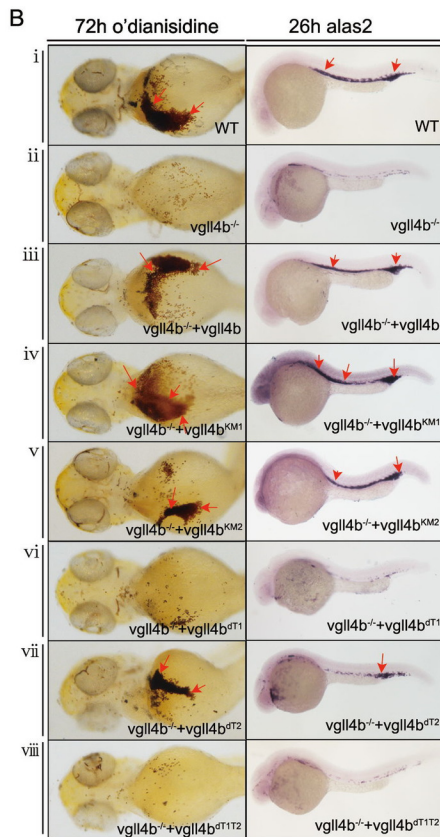 B
72h o'dianisidine 26h alas2
i
WT WT
ii
vgll4b-/- vgll4b-/-
iii
vgll4b-/-+vgll4b vgll4b-/-+vgll4b
iv
vgll4b-/-+vgll4bKM1 vgll4b-/-+vgll4bKM1
v
vgll4b-/-+vgll4bKM2 vgll4b-/-+vgll4bKM2
vi
vgll4b-/-+vgll4bdT1 vgll4b-/-+vgll4bdT1
vii
vgll4b-/-+vgll4bdT2 vgll4b-/-+vgll4bdT2
viii
vgll4b-/-+vgll4bdT1T2 vgll4b-/-+vgll4bdT1T2